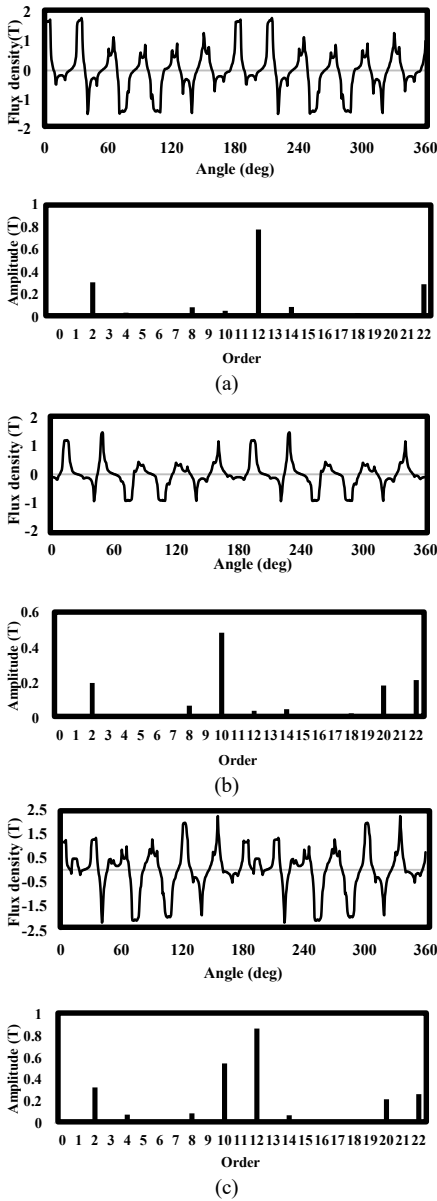 Flux density(T)
2
1
0
-1
-2
0 60 120 180 240 300 360
Angle (deg)
Amplitude (T)
1
0.8
0.6
0.4
0.2
0
0 1 2 3 4 5 6 7 8 9 10 11 12 13 14 15 16 17 18 19 20 21 22
Order
(a)
Flux density(T)
2
1
0
-1
-2
0 60 120 180 240 300 360
Angle (deg)
Amplitude (T)
0.6
0.4
0.2
0
0 1 2 3 4 5 6 7 8 9 10 11 12 13 14 15 16 17 18 19 20 21 22
Order
(b)
Flux density (T)
2.5
1.5
0.5
-0.5
-1.5
-2.5
0 60 120 180 240 300 360
Angle (deg)
Amplitude (T)
1
0.8
0.6
0.4
0.2
0
0 1 2 3 4 5 6 7 8 9 10 11 12 13 14 15 16 17 18 19 20 21 22
Order
(c)